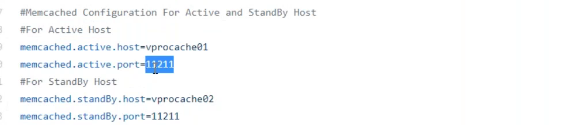 #Memcached Configuration For Active and StandBy Host
#For Active Host
memcached.active.host=vprocache01
memcached.active.port=11211
#For StandBy Host
memcached.standBy.host=vprocache02
memcached.standBy.port=11211